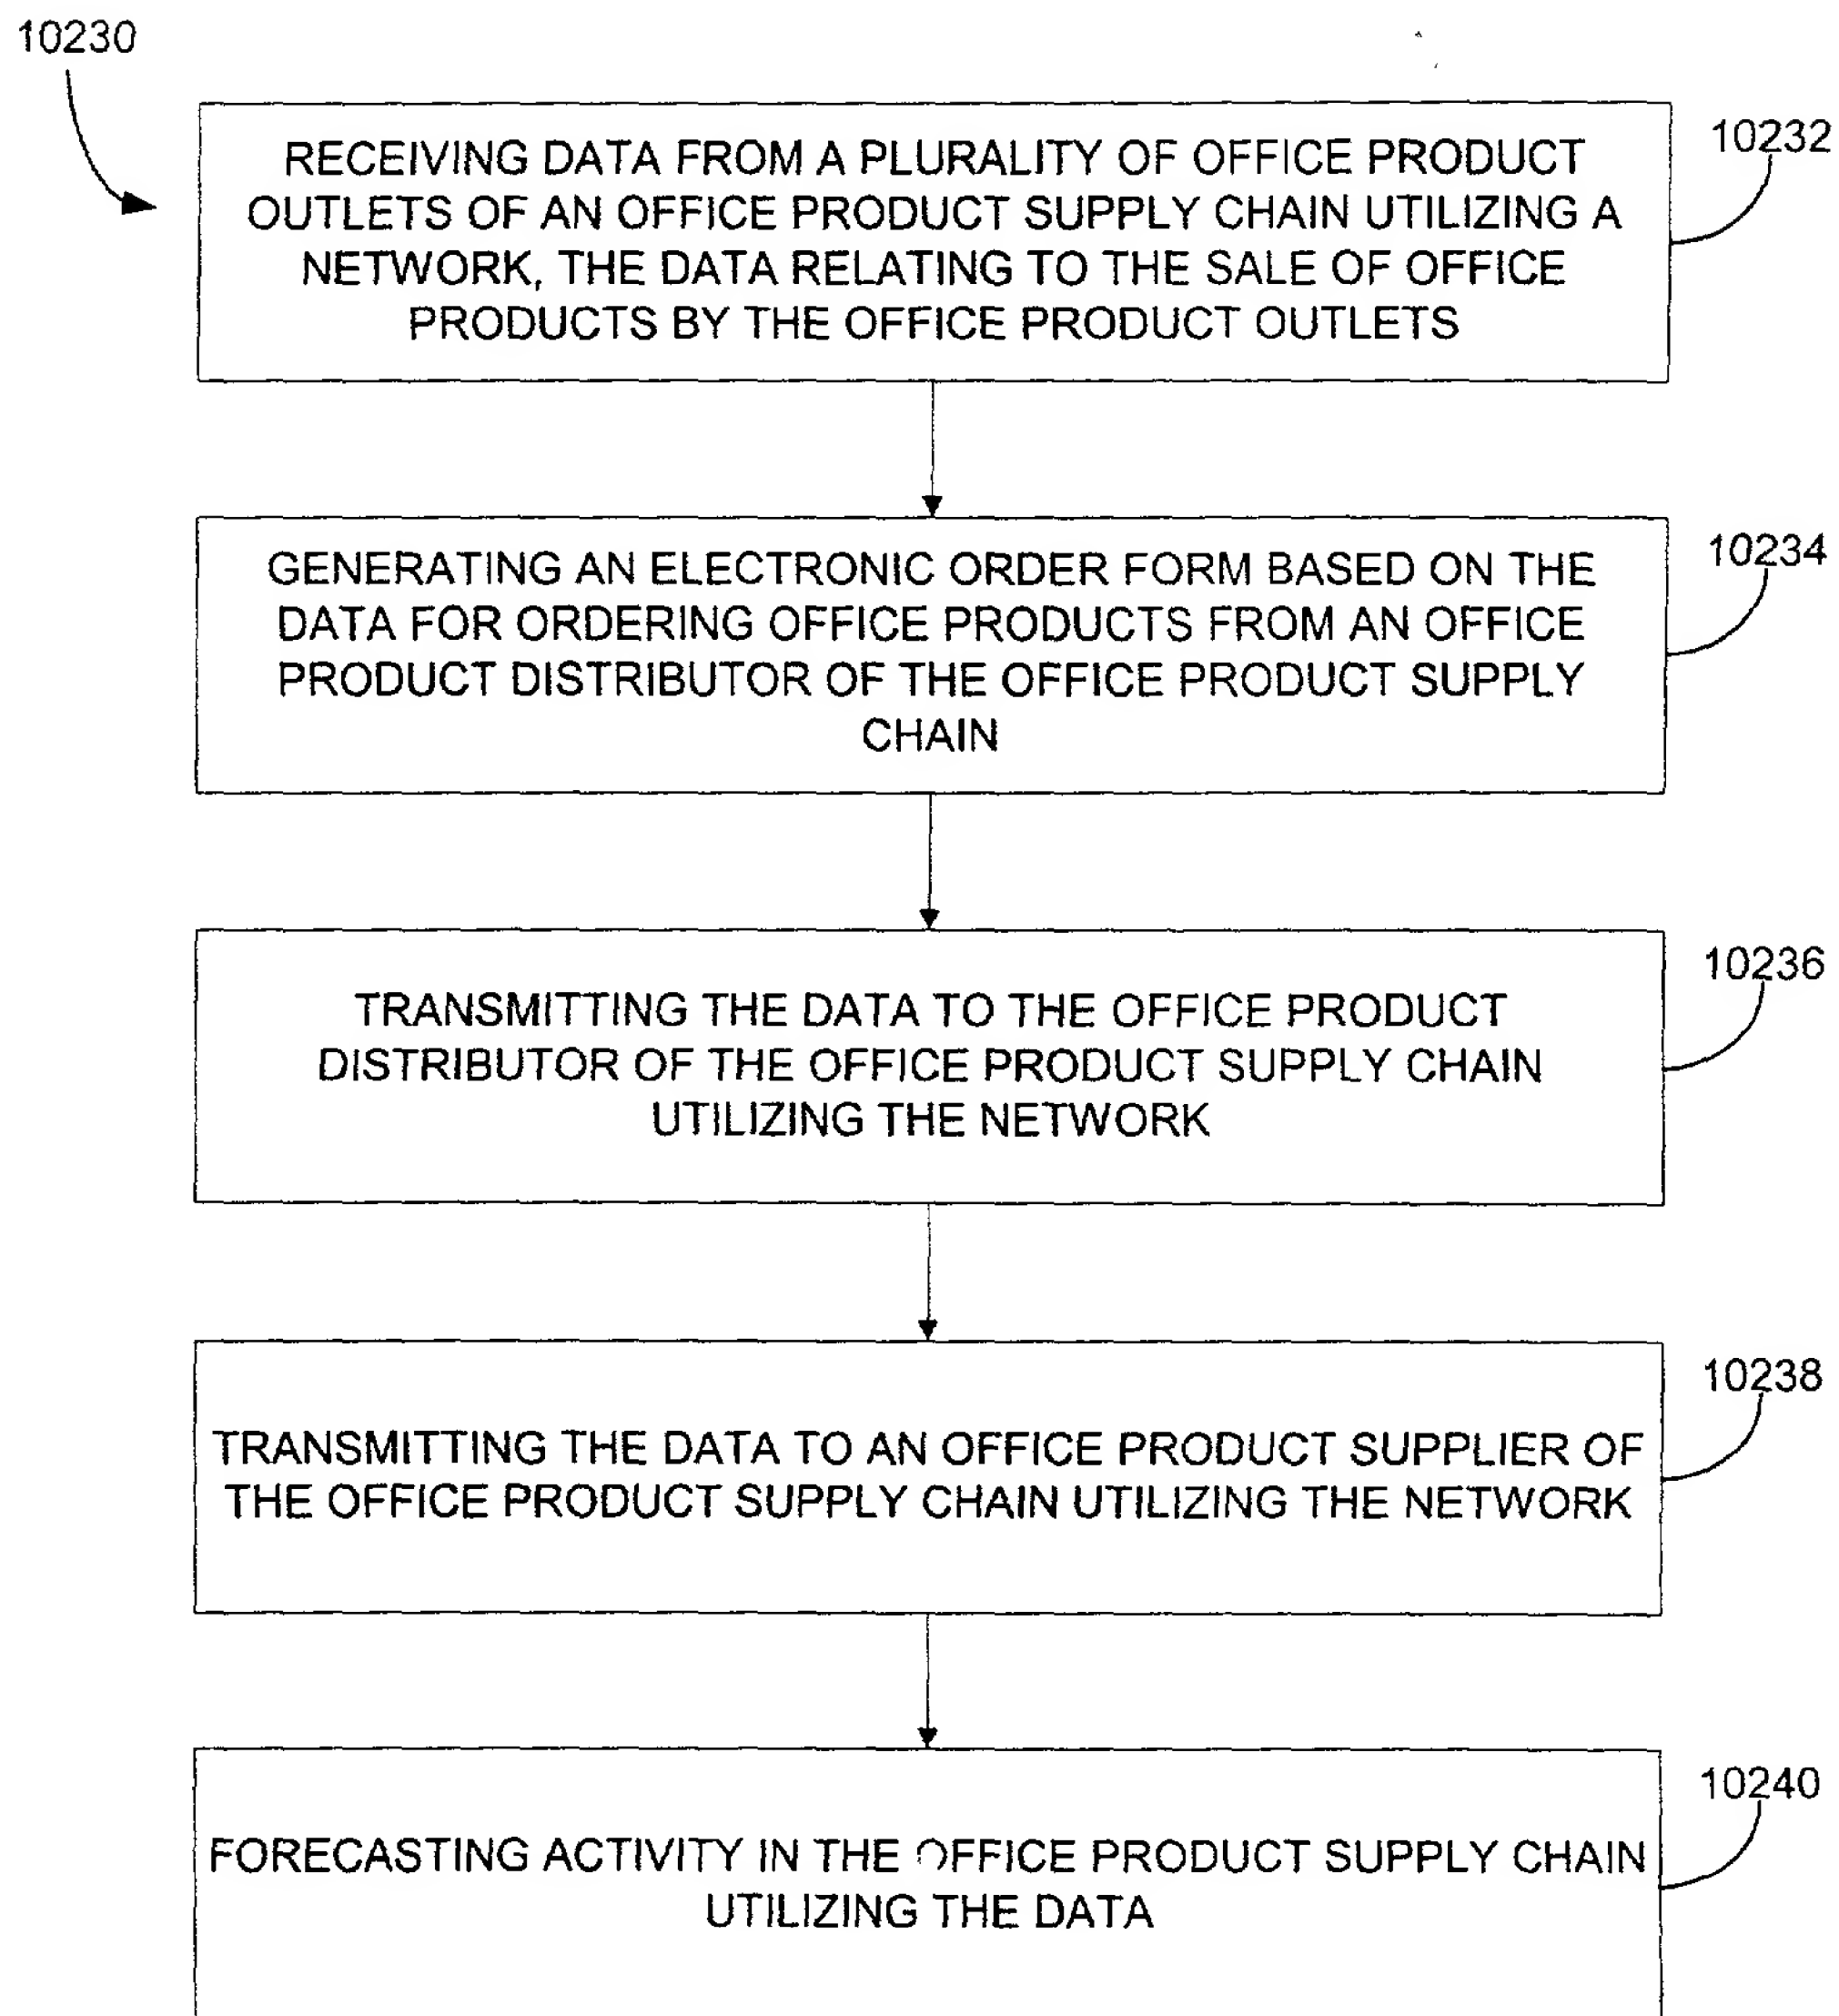 10230
RECEIVING DATA FROM A PLURALITY OF OFFICE PRODUCT
OUTLETS OF AN OFFICE PRODUCT SUPPLY CHAIN UTILIZING A
NETWORK, THE DATA RELATING TO THE SALE OF OFFICE
PRODUCTS BY THE OFFICE PRODUCT OUTLETS
10232
GENERATING AN ELECTRONIC ORDER FORM BASED ON THE
DATA FOR ORDERING OFFICE PRODUCTS FROM AN OFFICE
PRODUCT DISTRIBUTOR OF THE OFFICE PRODUCT SUPPLY
CHAIN
10234
TRANSMITTING THE DATA TO THE OFFICE PRODUCT
DISTRIBUTOR OF THE OFFICE PRODUCT SUPPLY CHAIN
UTILIZING THE NETWORK
10236
TRANSMITTING THE DATA TO AN OFFICE PRODUCT SUPPLIER OF
THE OFFICE PRODUCT SUPPLY CHAIN UTILIZING THE NETWORK
10238
FORECASTING ACTIVITY IN THE OFFICE PRODUCT SUPPLY CHAIN
UTILIZING THE DATA
10240